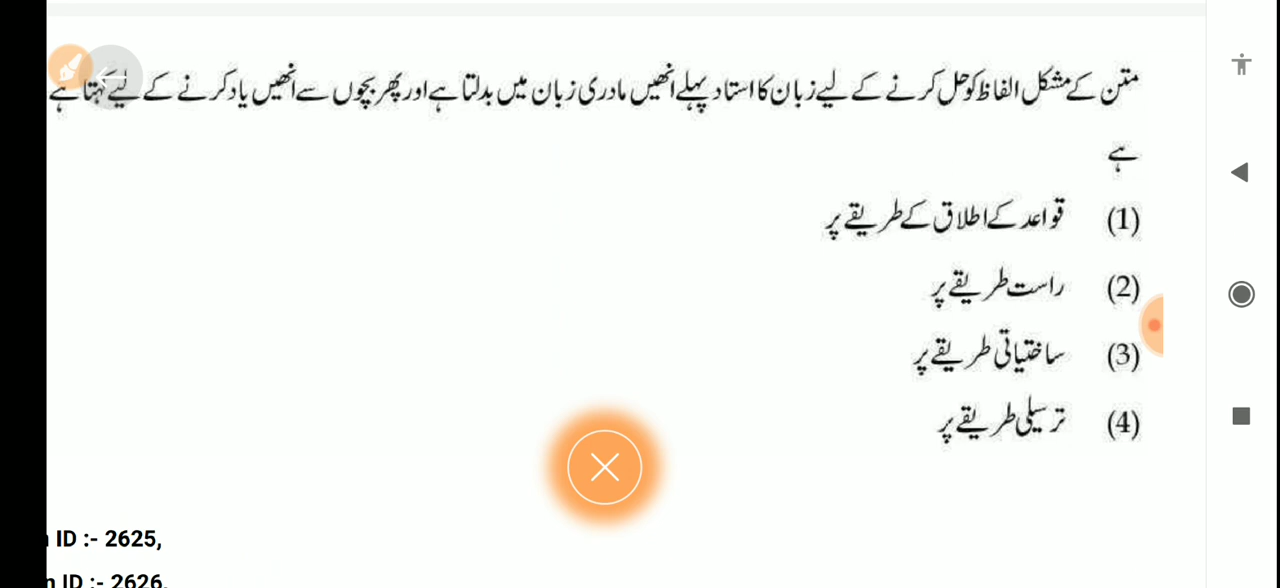 متن کے مشکل الفاظ کو حل کرنے کے لیے زبان کا استاد پہلے انھیں مادری زبان میں بدلتا ہے اور پھر بچوں سے انھیں یاد کرنے کے لیے کہتا ہے
ہے
(1) قواعد کے اطلاق کے طریقے پر
(2) راست طریقے پر
(3) ساختیاتی طریقے پر
(4) ترسیلی طریقے پر
ID :- 2625,
ID :- 2626,